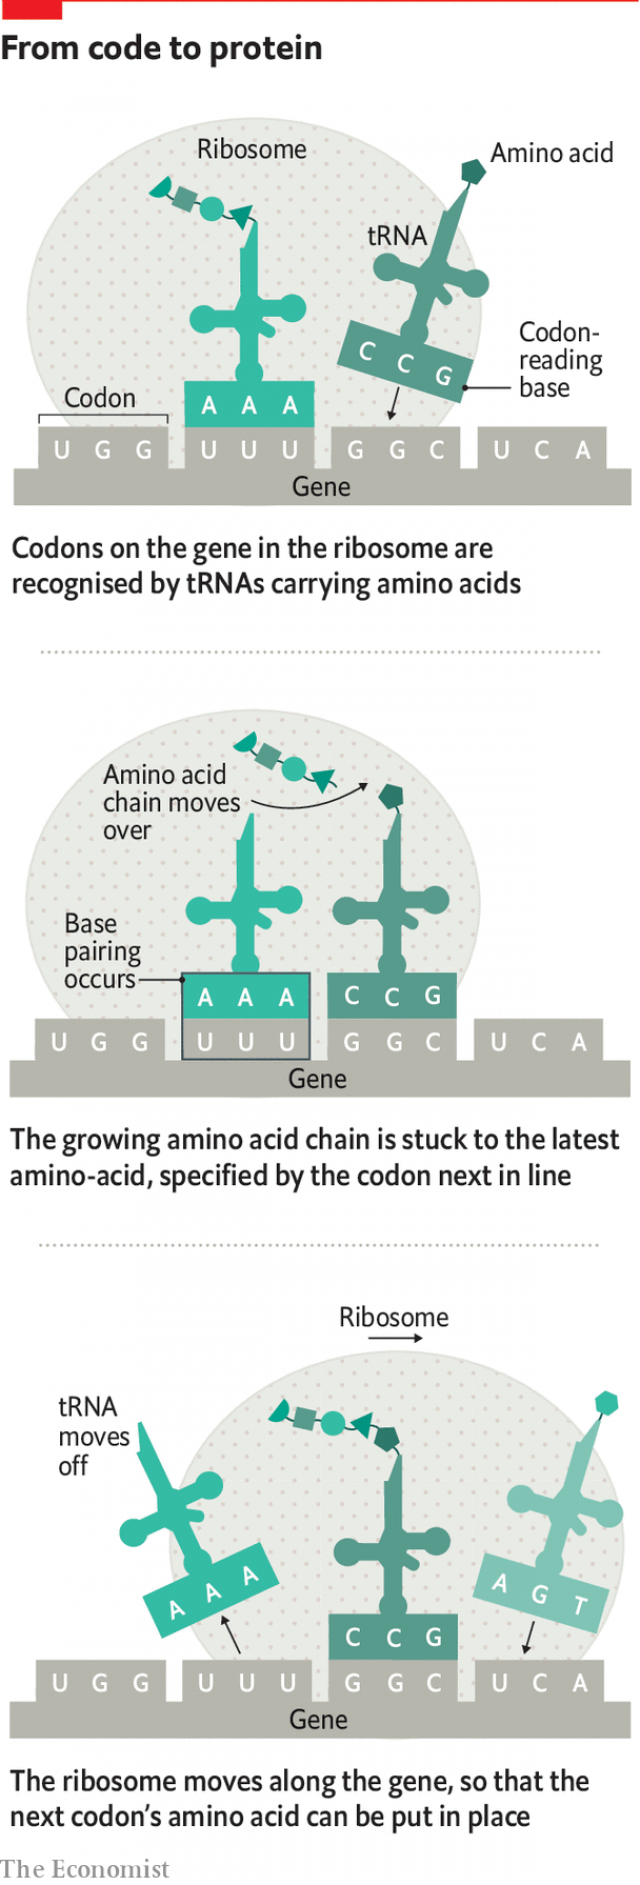 From code to protein
Ribosome
Amino acid
tRNA
Codon-
reading
base
Codon
C C G
A A A
U G G U U U G G C U C A
Gene
Codons on the gene in the ribosome are
recognised by tRNAs carrying amino acids
Amino acid
chain moves
over
Base
pairing
occurs
A A A C C G
U G G U U U G G C U C A
Gene
The growing amino acid chain is stuck to the latest
amino-acid, specified by the codon next in line
Ribosome
tRNA
moves
off
A A A
A G T
C C G
U G G U U U G G C U C A
Gene
The ribosome moves along the gene, so that the
next codon's amino acid can be put in place
The Economist